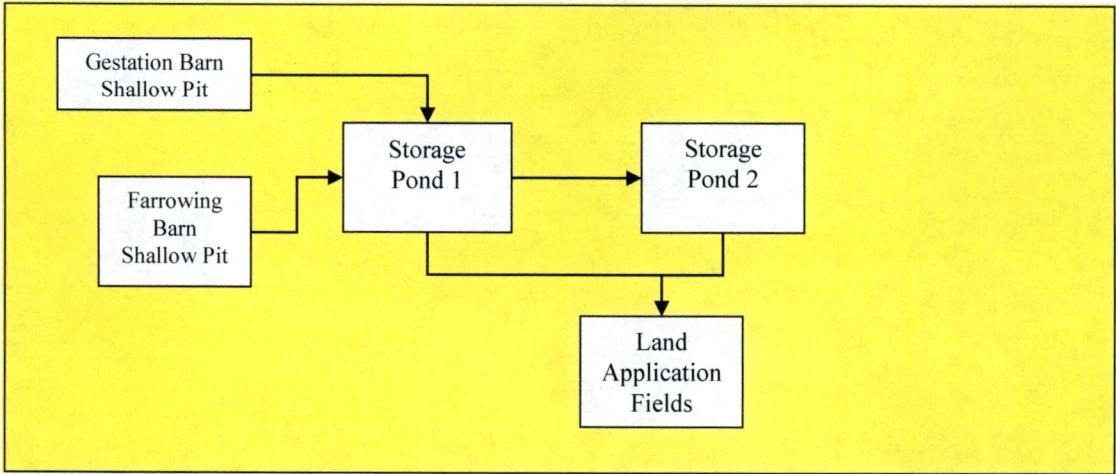 Gestation Barn
Shallow Pit
Storage
Pond 1
Storage
Pond 2
Farrowing
Barn
Shallow Pit
Land
Application
Fields